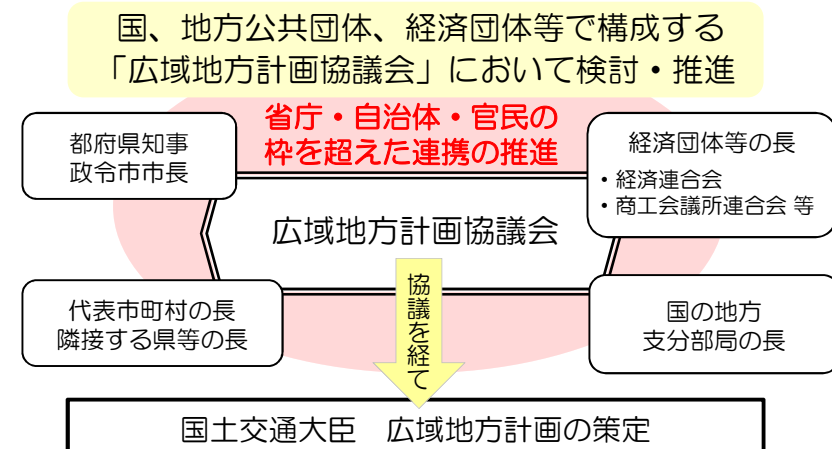 国、地方公共団体、経済団体等で構成する
「広域地方計画協議会」において検討・推進
省庁・自治体・官民の
枠を超えた連携の推進
都府県知事
政令市市長
経済団体等の長
・経済連合会
・商工会議所連合会 等
広域地方計画協議会
協議を経て
代表市町村の長
隣接する県等の長
国の地方
支分部局の長
国土交通大臣　広域地方計画の策定